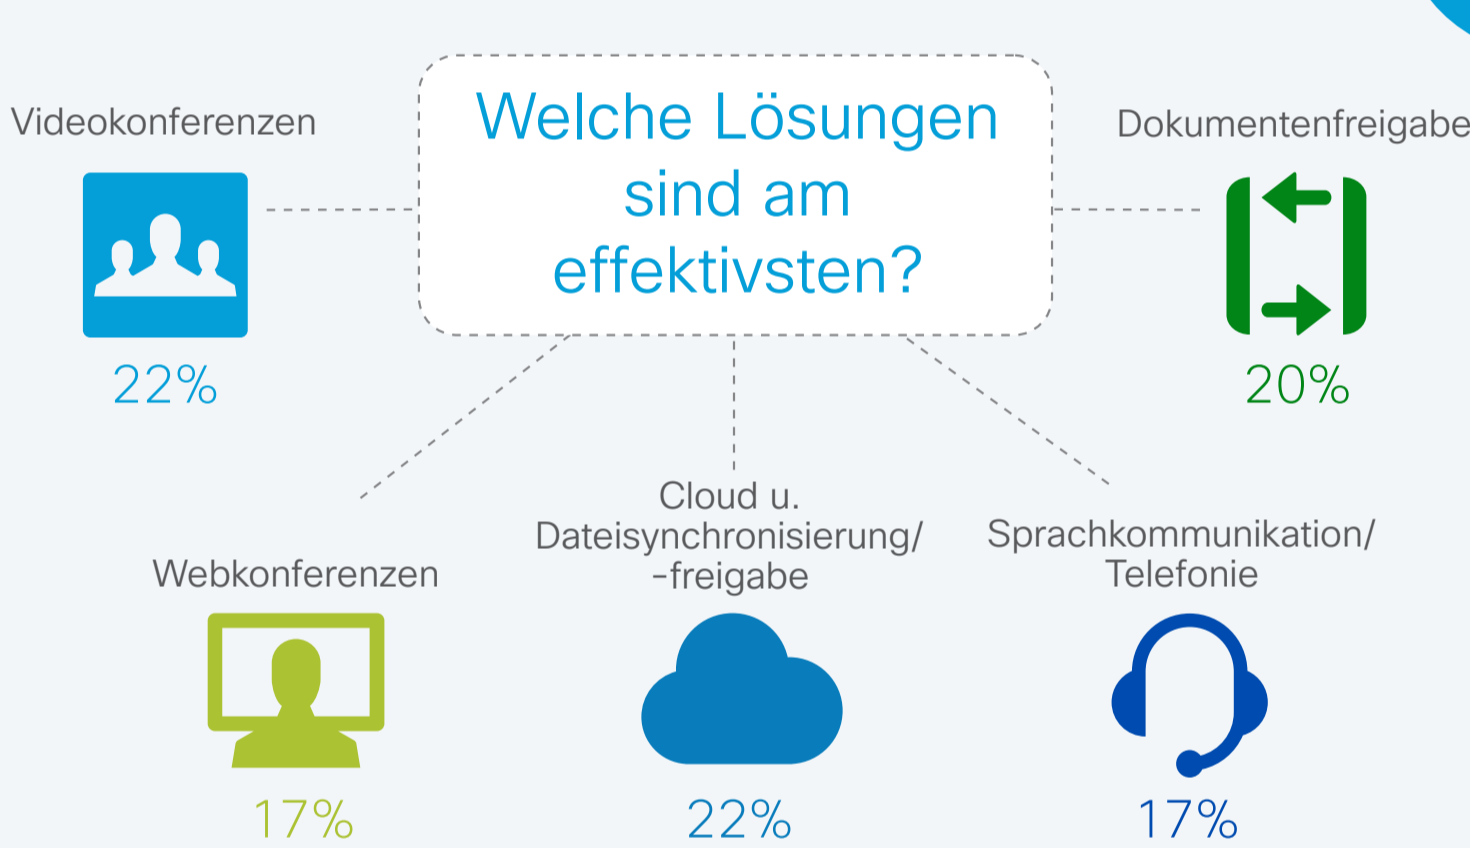 Welche Lösungen
sind am
effektivsten?
Videokonferenzen
22%
Dokumentenfreigabe
20%
Webkonferenzen
17%
Cloud u.
Dateisynchronisierung/
-freigabe
22%
Sprachkommunikation/
Telefonie
17%